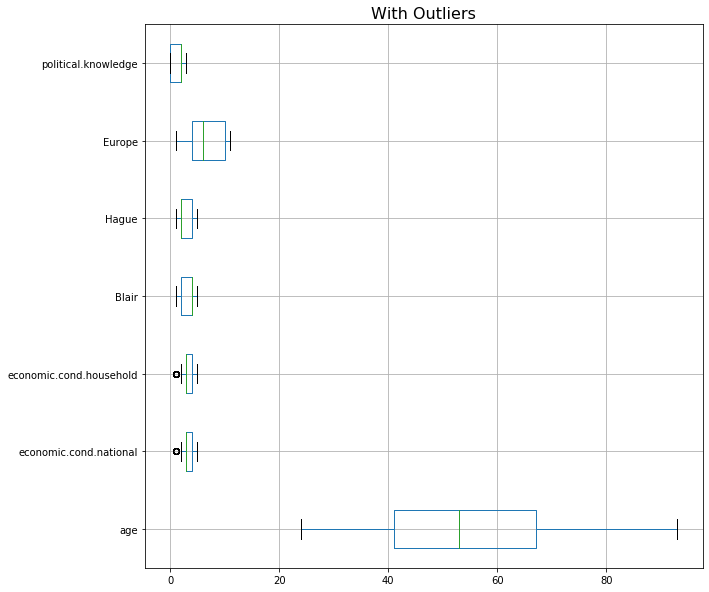 With Outliers
political.knowledge
Europe
Hague
Blair
economic.cond.household
economic.cond.national
age
0 20 40 60 80